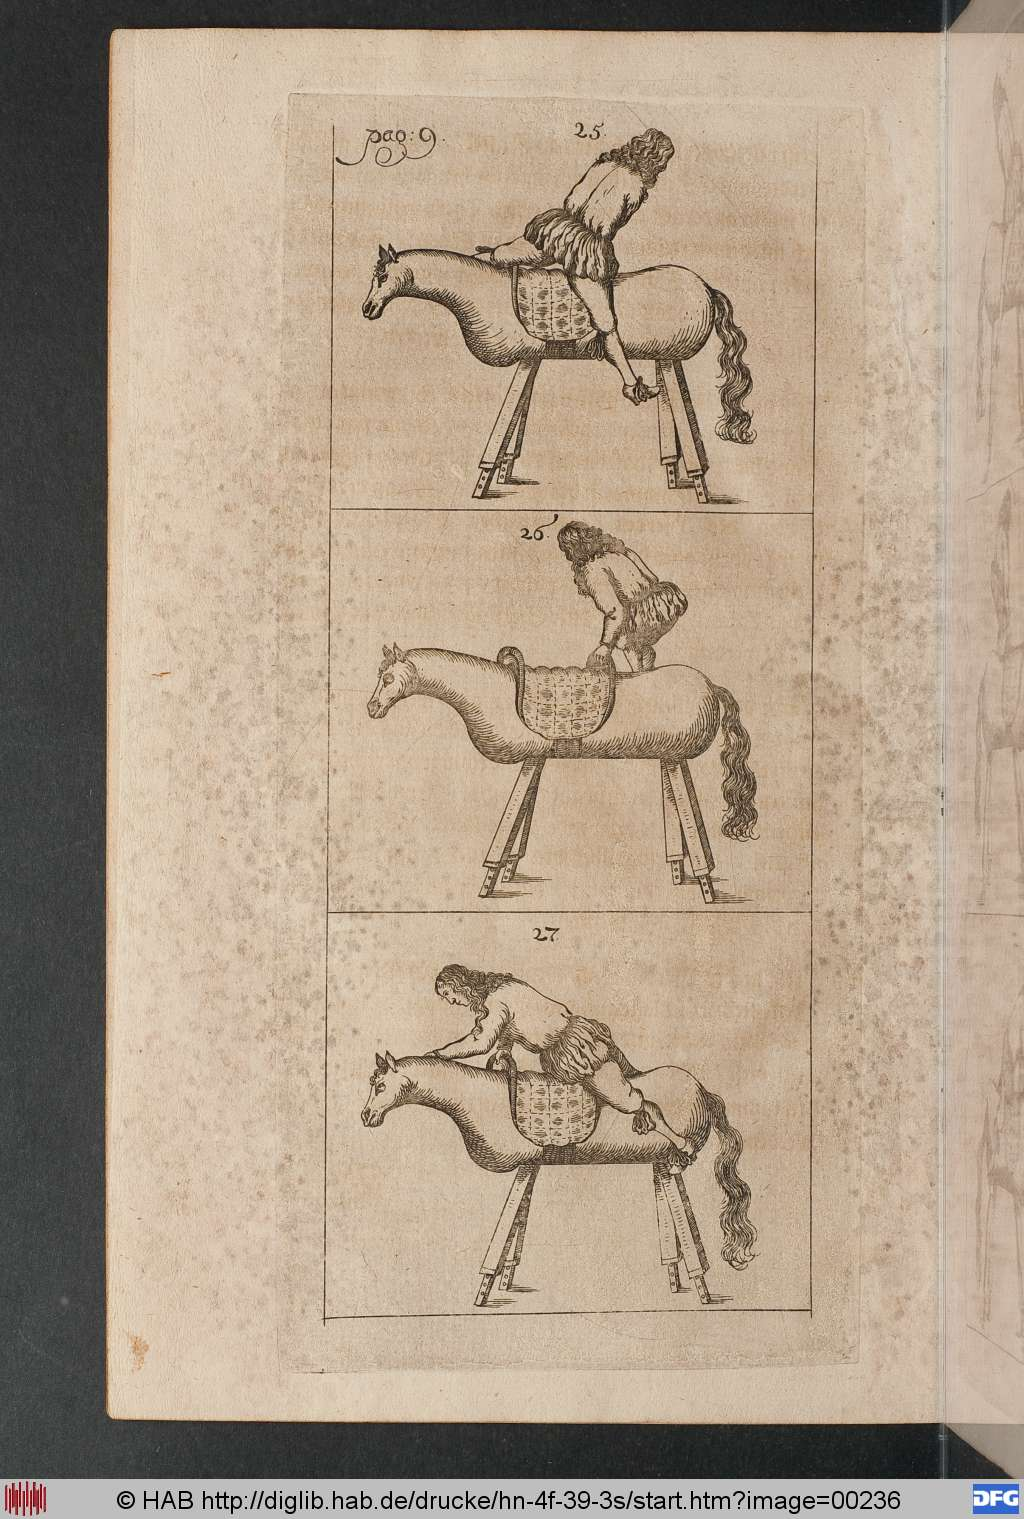 pag: 9.
25.
26.
27.
© HAB http://diglib.hab.de/drucke/hn-4f-39-3s/start.htm?image=00236
DFG